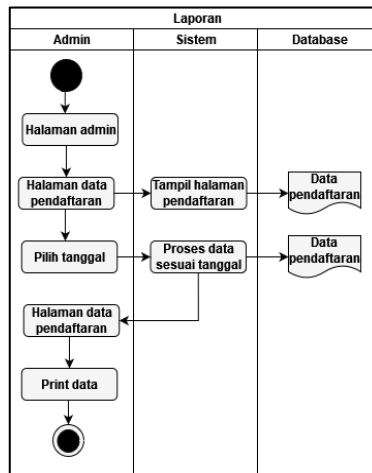 Laporan
Admin
Sistem
Database
Halaman admin
Halaman data
pendaftaran
Tampil halaman
pendaftaran
Data
pendaftaran
Pilih tanggal
Proses data
sesuai tanggal
Data
pendaftaran
Halaman data
pendaftaran
Print data